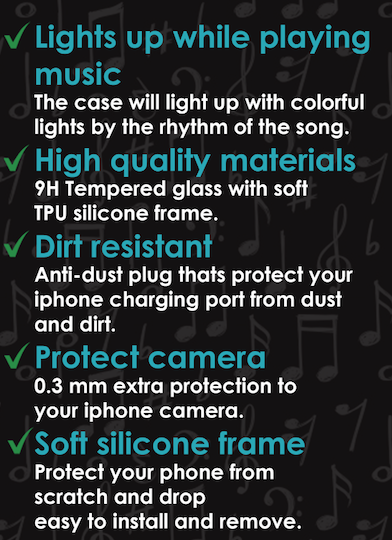 Lights up while playing
music
The case will light up with colorful
lights by the rhythm of the song.
High quality materials
9H Tempered glass with soft
TPU silicone frame.
Dirt resistant
Anti-dust plug thats protect your
iphone charging port from dust
and dirt.
Protect camera
0.3 mm extra protection to
your iphone camera.
Soft silicone frame
Protect your phone from
scratch and drop
easy to install and remove.